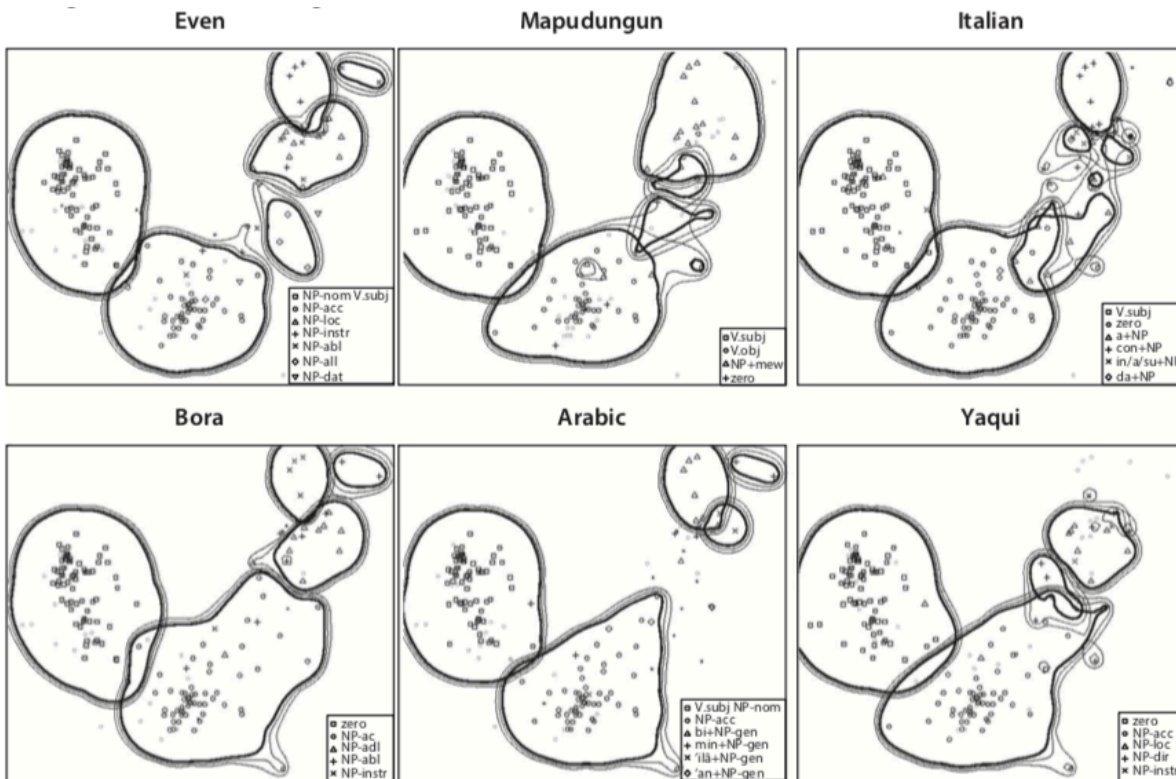 Even
Mapudungun
Italian
NP-nom V.subj
NP-acc
NP-loc
NP-instr
NP-abl
NP-all
NP-dat
V.subj
V.obj
NP+mew
zero
V.subj
zero
a+NP
con+NP
in/a/su+NP
da+NP
Bora
Arabic
Yaqui
zero
NP-ac
NP-adl
NP-abl
NP-instr
V.subj NP-nom
NP-acc
bi+NP-gen
min+NP-gen
'ilā+NP-gen
'an+NP-gen
zero
NP-acc
NP-loc
NP-dir
NP-instr